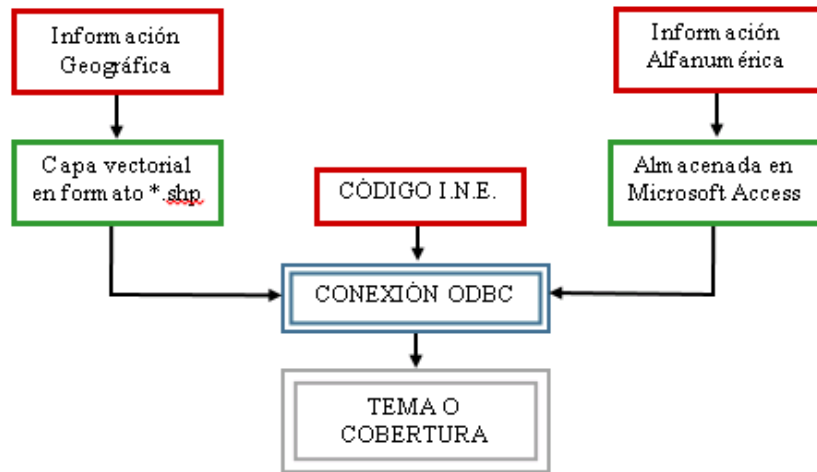 Información
Geográfica
Información
Alfanumérica
Capa vectorial
en formato *.shp
CÓDIGO I.N.E.
Almacenada en
Microsoft Access
CONEXIÓN ODBC
TEMA O
COBERTURA